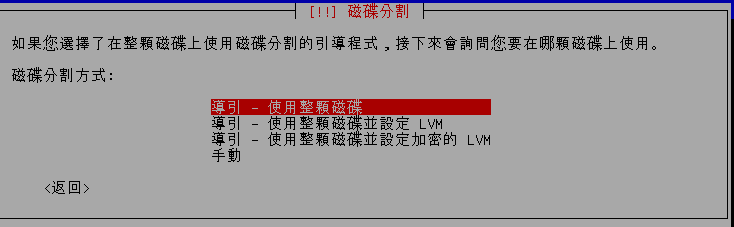 [!!] 磁碟分割
如果您選擇了在整顆磁碟上使用磁碟分割的引導程式,接下來會詢問您要在哪顆磁碟上使用。
磁碟分割方式:
導引 - 使用整顆磁碟
導引 - 使用整顆磁碟並設定 LVM
導引 - 使用整顆磁碟並設定加密的 LVM
手動
<返回>